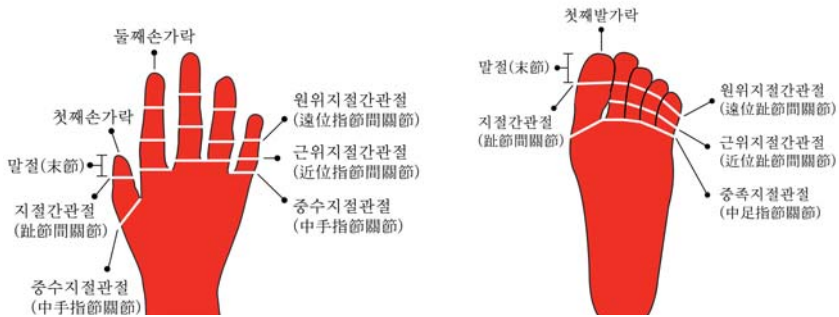 둘째손가락
첫째손가락
말절(末節)
지절간관절
(趾節間關節)
중수지절관절
(中手指節關節)
원위지절간관절
(遠位指節間關節)
근위지절간관절
(近位指節間關節)
중수지절관절
(中手指節關節)
첫째발가락
말절(末節)
지절간관절
(趾節間關節)
원위지절간관절
(遠位趾節間關節)
근위지절간관절
(近位趾節間關節)
중족지절관절
(中足指節關節)